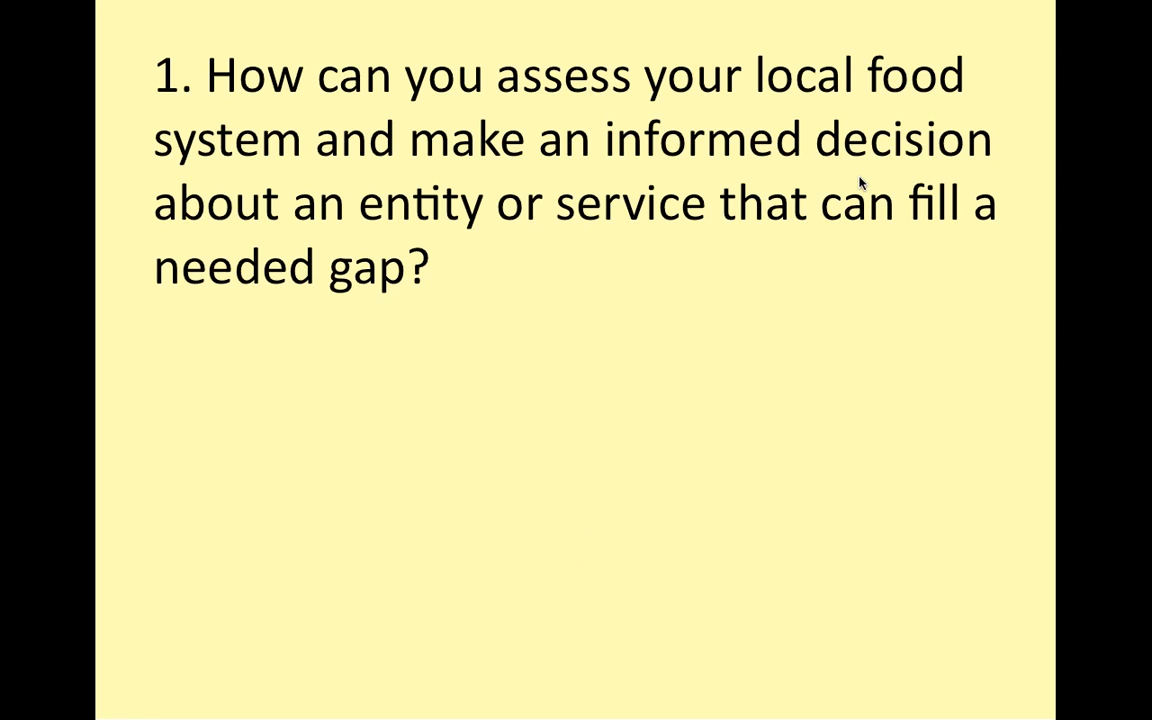 1. How can you assess your local food
system and make an informed decision
about an entity or service that can fill a
needed gap?